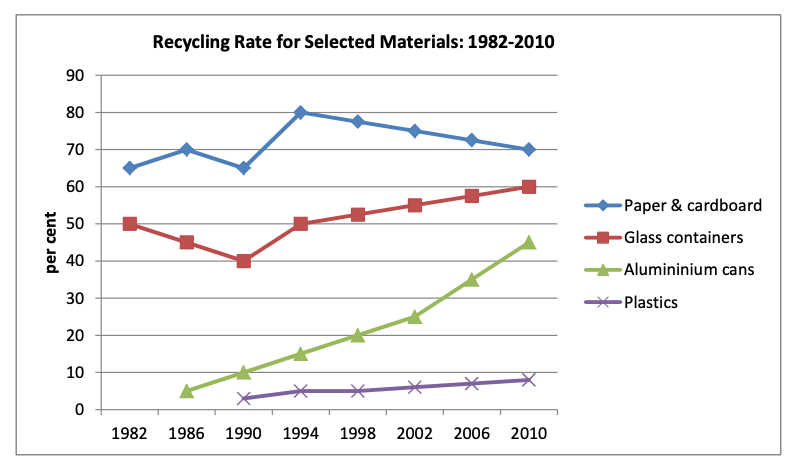 Recycling Rate for Selected Materials: 1982-2010
per cent
90
80
70
60
50
40
30
20
10
0
1982 1986 1990 1994 1998 2002 2006 2010
Paper & cardboard
Glass containers
Alumininium cans
Plastics